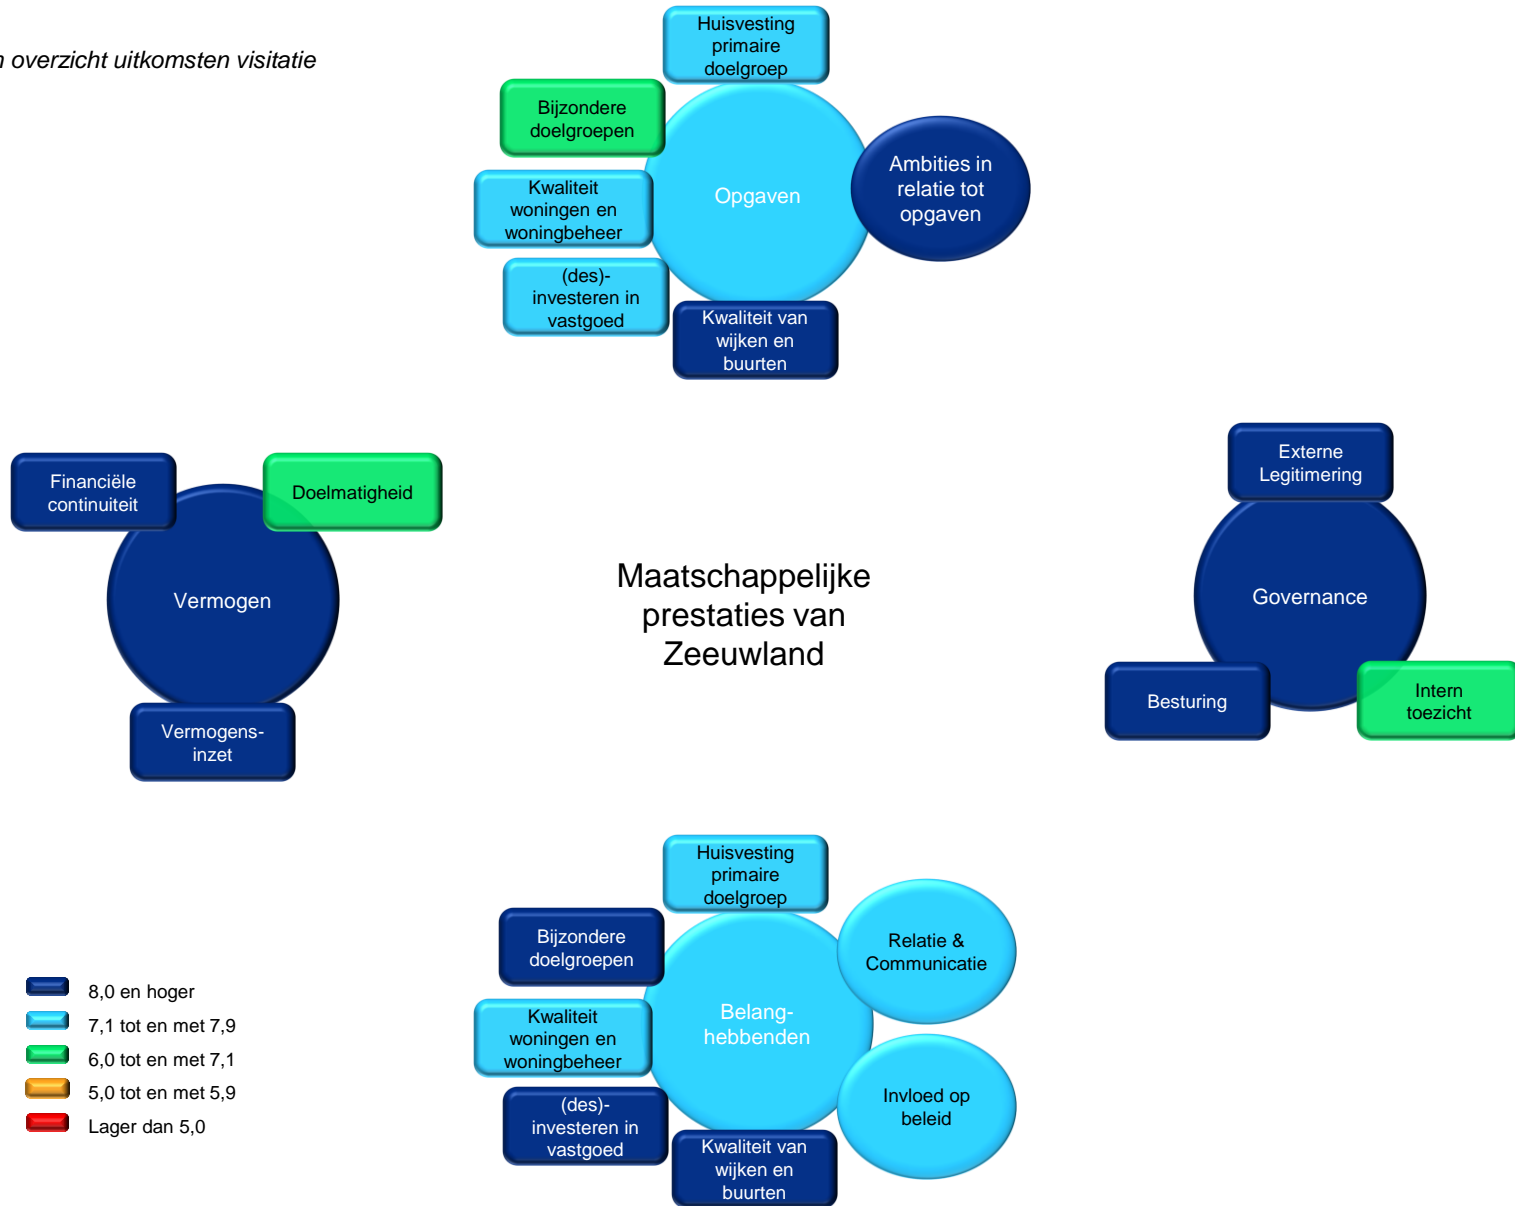 overzicht uitkomsten visitatie
Huisvesting
primaire
doelgroep
Bijzondere
doelgroepen
Kwaliteit
woningen en
woningbeheer
(des)-
investeren in
vastgoed
Kwaliteit van
wijken en
buurten
Opgaven
Ambities in
relatie tot
opgaven
Financiële
continuiteit
Doelmatigheid
Vermogen
Vermogens-
inzet
Maatschappelijke
prestaties van
Zeeuwland
Externe
Legitimering
Governance
Besturing
Intern
toezicht
Huisvesting
primaire
doelgroep
Bijzondere
doelgroepen
Kwaliteit
woningen en
woningbeheer
(des)-
investeren in
vastgoed
Kwaliteit van
wijken en
buurten
Belang-
hebbenden
Relatie &
Communicatie
Invloed op
beleid
8,0 en hoger
7,1 tot en met 7,9
6,0 tot en met 7,1
5,0 tot en met 5,9
Lager dan 5,0